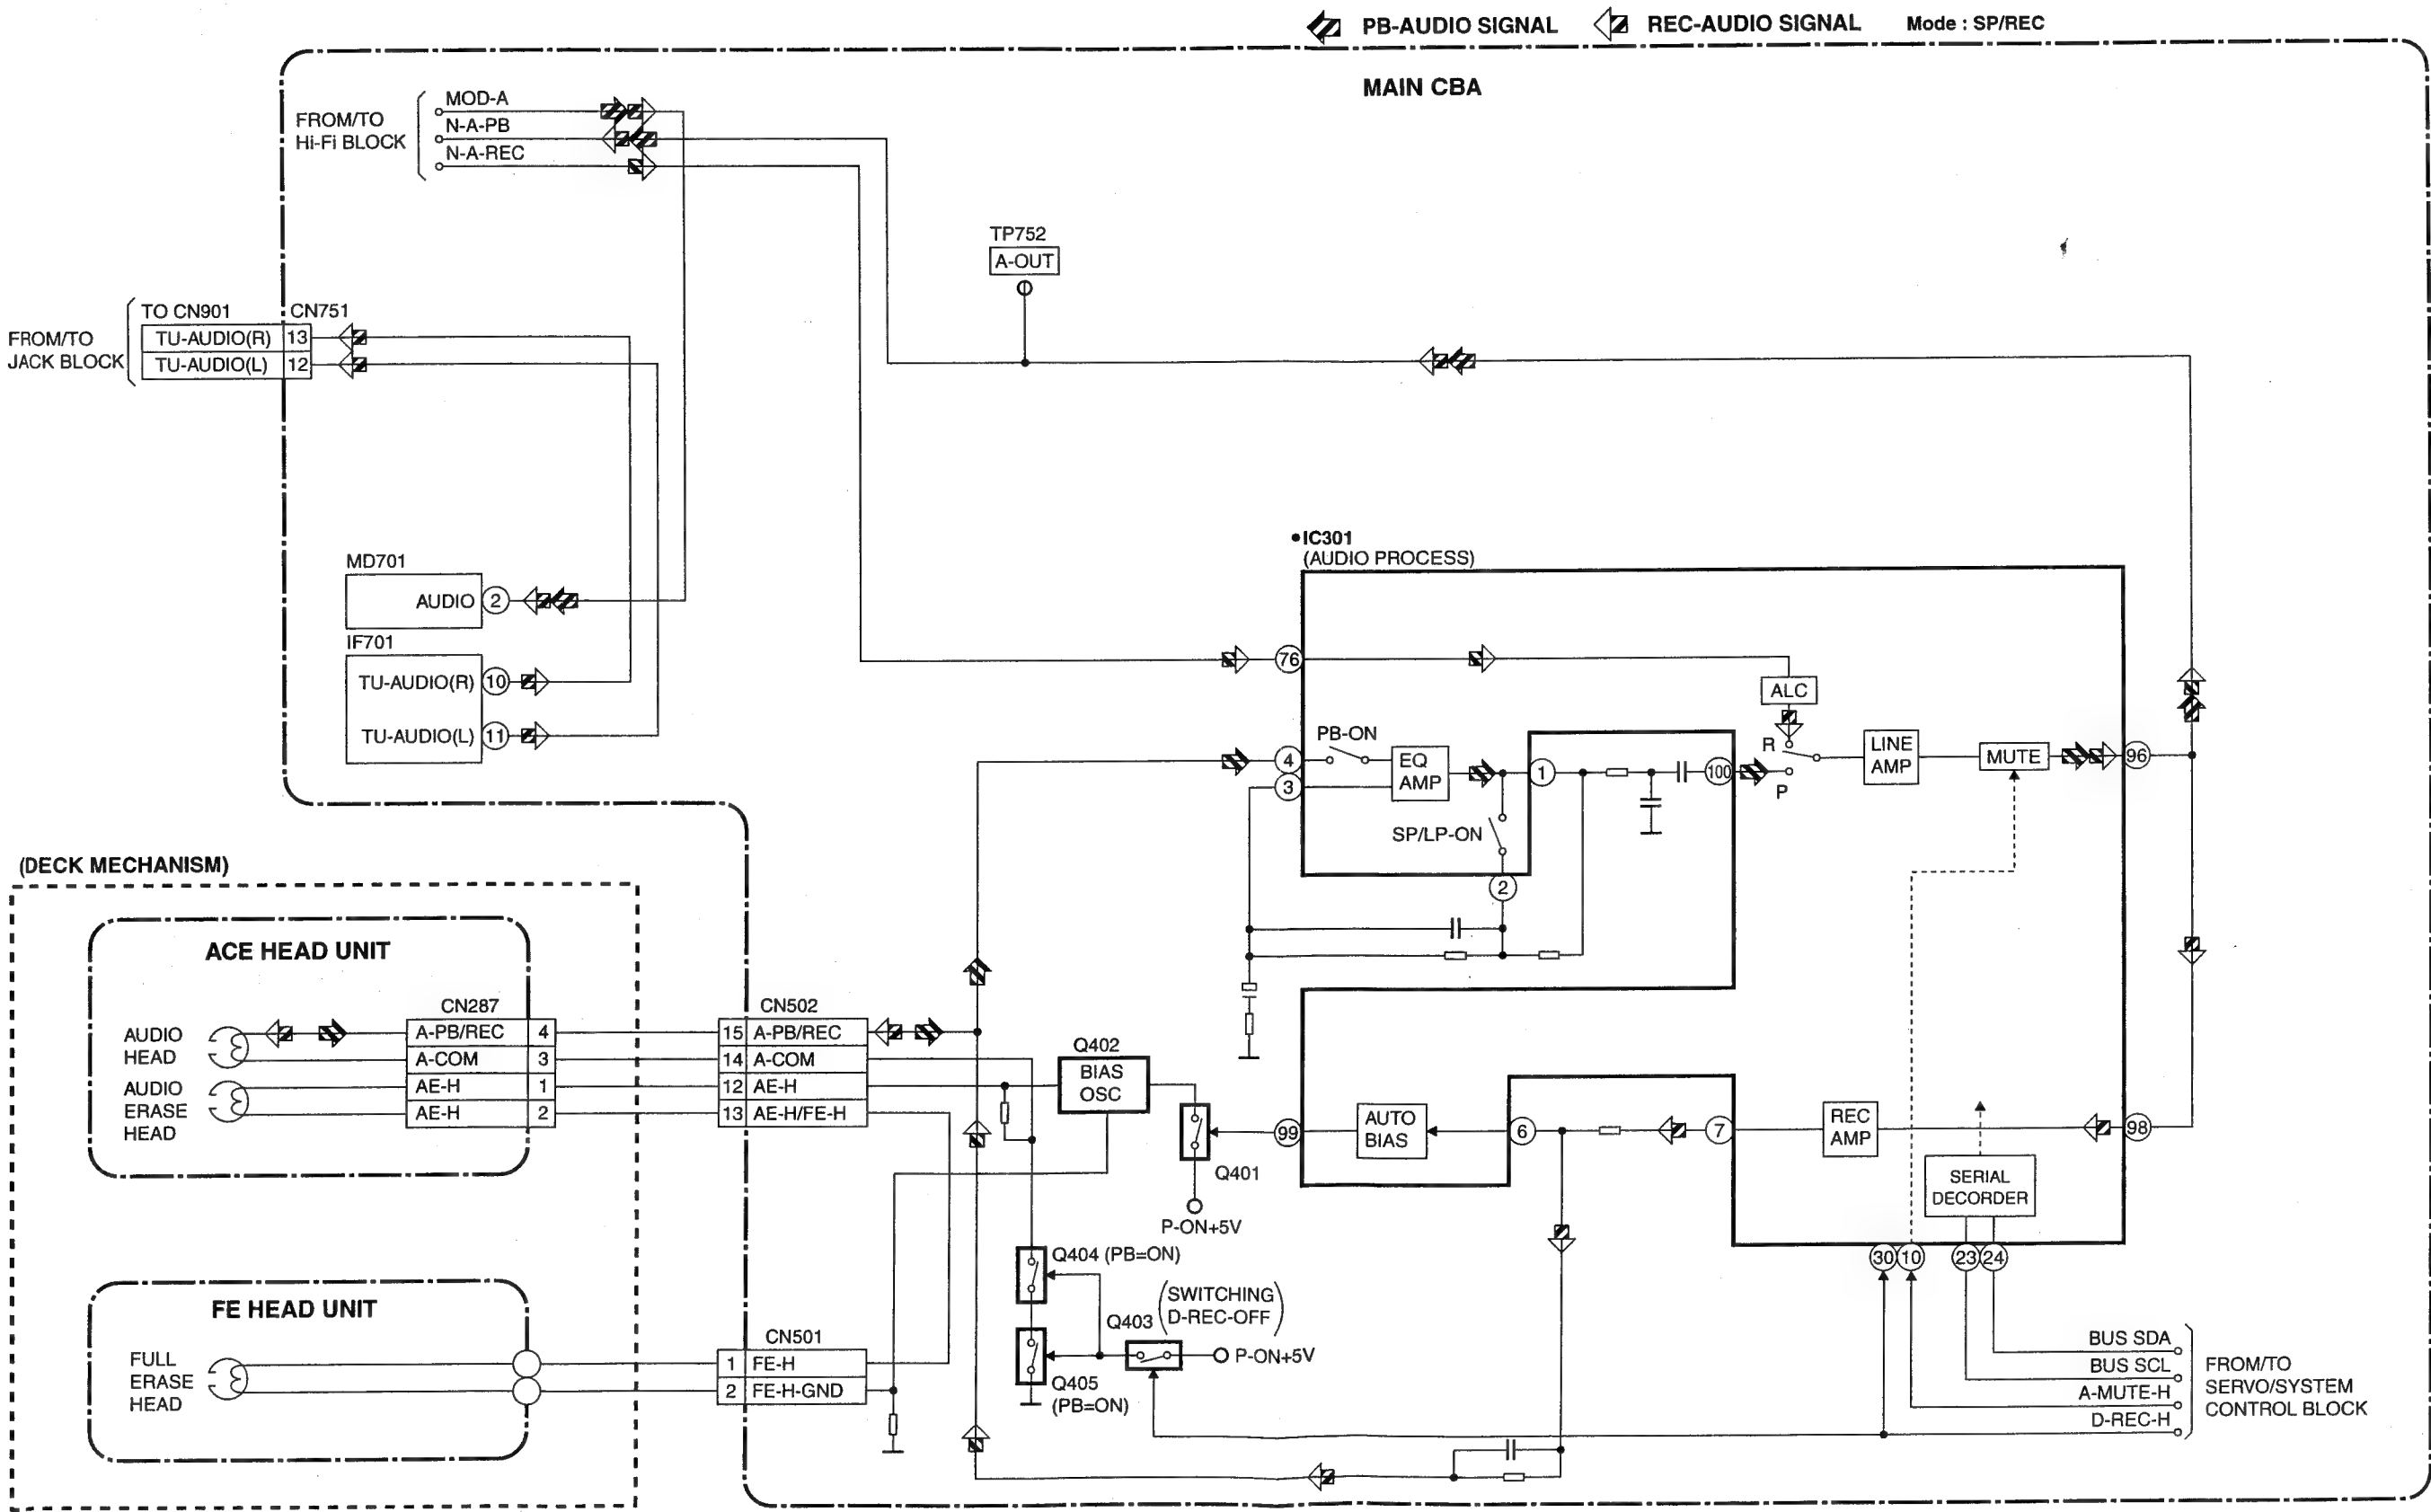 PB-AUDIO SIGNAL REC-AUDIO SIGNAL Mode : SP/REC
MAIN CBA
FROM/TO
Hi-Fi BLOCK
MOD-A
N-A-PB
N-A-REC
TP752
A-OUT
FROM/TO
JACK BLOCK
TO CN901 CN751
TU-AUDIO(R) 13
TU-AUDIO(L) 12
MD701
AUDIO 2
IF701
TU-AUDIO(R) 10
TU-AUDIO(L) 11
•IC301
(AUDIO PROCESS)
76
ALC
PB-ON
4
3
EQ
AMP
1
100
R
P
LINE
AMP
MUTE
96
SP/LP-ON
2
(DECK MECHANISM)
ACE HEAD UNIT
CN287
AUDIO
HEAD
A-PB/REC 4
A-COM 3
AUDIO
ERASE
HEAD
AE-H 1
AE-H 2
CN502
15 A-PB/REC
14 A-COM
12 AE-H
13 AE-H/FE-H
Q402
BIAS
OSC
Q401
P-ON+5V
99
AUTO
BIAS
6
7
REC
AMP
98
SERIAL
DECORDER
30 10 23 24
Q404 (PB=ON)
Q403
(SWITCHING
D-REC-OFF)
P-ON+5V
Q405
(PB=ON)
FE HEAD UNIT
FULL
ERASE
HEAD
CN501
1 FE-H
2 FE-H-GND
BUS SDA
BUS SCL
A-MUTE-H
D-REC-H
FROM/TO
SERVO/SYSTEM
CONTROL BLOCK